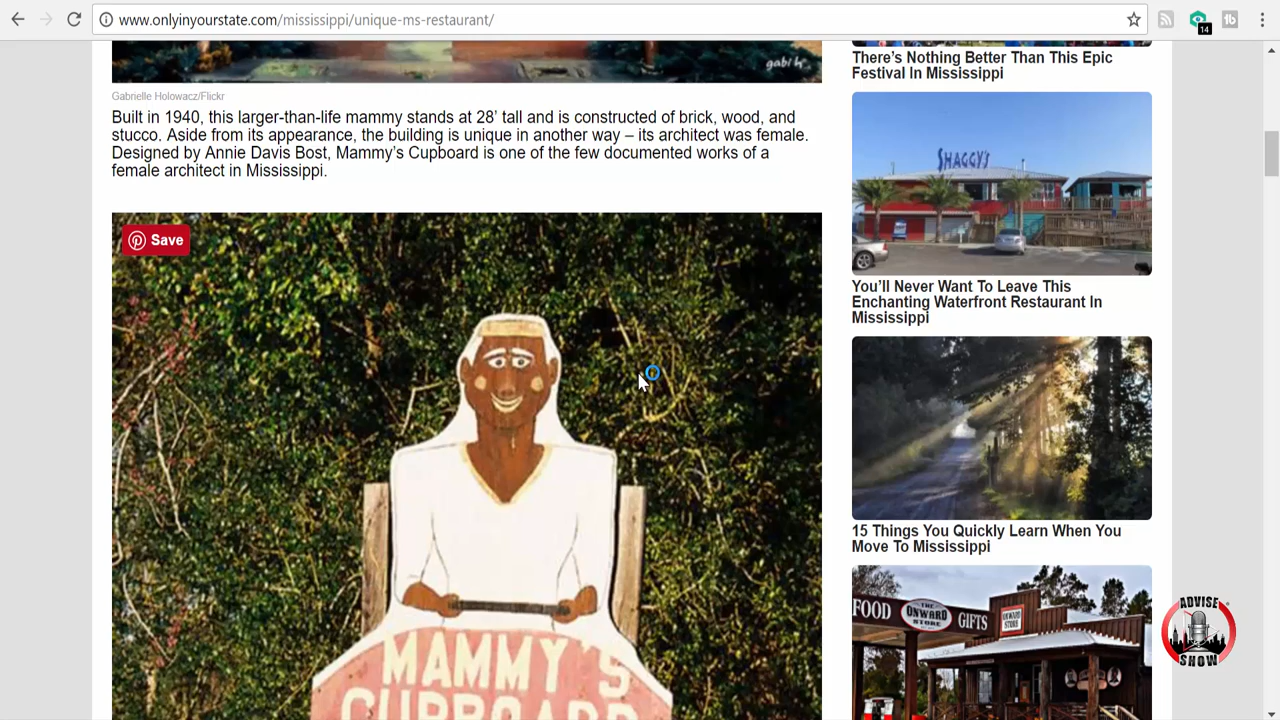 www.onlyinyourstate.com/mississippi/unique-ms-restaurant/
14
gabi h
Gabrielle Holowacz/Flickr
Built in 1940, this larger-than-life mammy stands at 28' tall and is constructed of brick, wood, and
stucco. Aside from its appearance, the building is unique in another way – its architect was female.
Designed by Annie Davis Bost, Mammy's Cupboard is one of the few documented works of a
female architect in Mississippi.
Save
MAMMY'S
CUPBOARD
There's Nothing Better Than This Epic
Festival In Mississippi
SHAGGY'S
You'll Never Want To Leave This
Enchanting Waterfront Restaurant In
Mississippi
15 Things You Quickly Learn When You
Move To Mississippi
FOOD
THE
ONWARD
STORE
GIFTS
ONWARD
STORE
ADVISE
SHOW